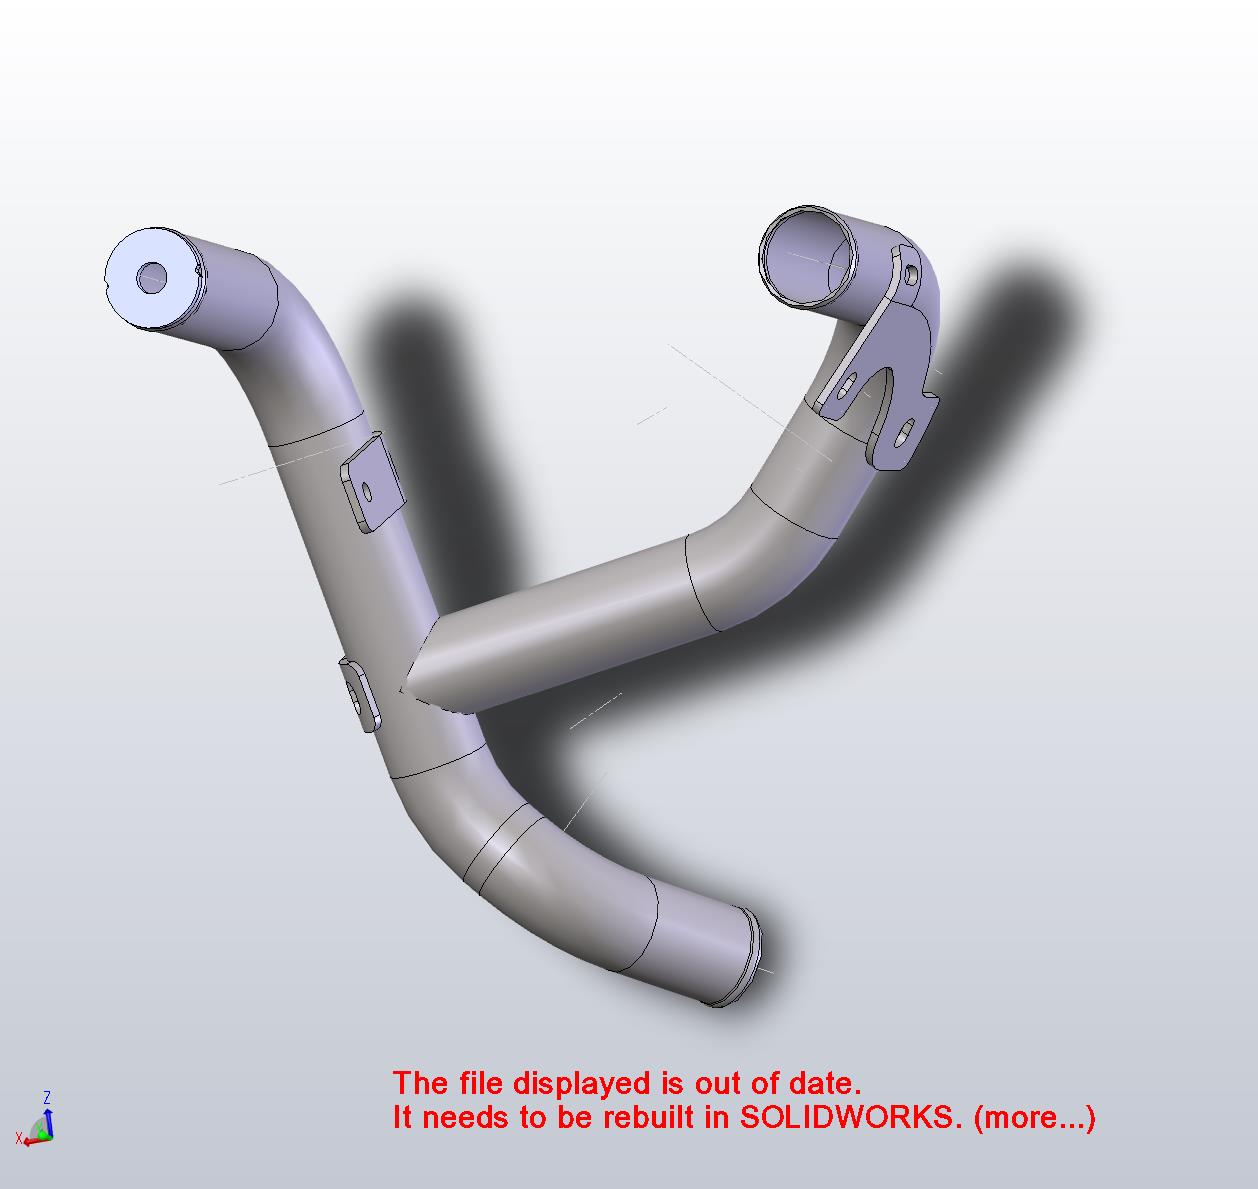 The file displayed is out of date.
It needs to be rebuilt in SOLIDWORKS. (more...)
Z
X